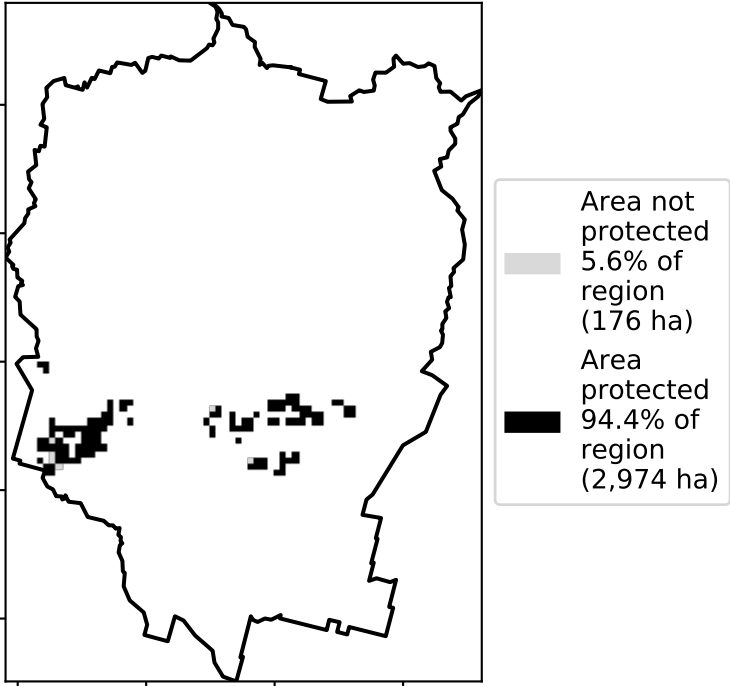 Area not
protected
5.6% of
region
(176 ha)
Area
protected
94.4% of
region
(2,974 ha)